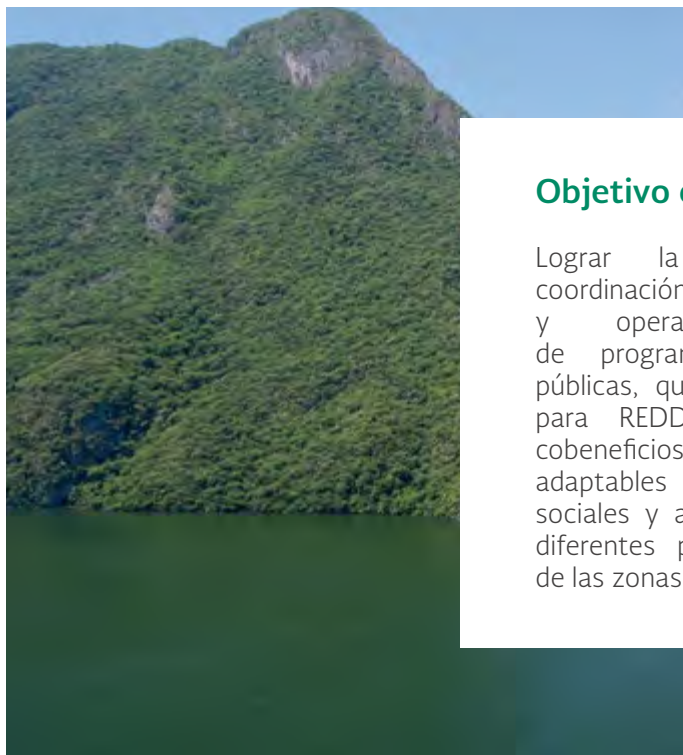 Objetivo
Lograr la
coordinación
y opera
de progra
públicas, qu
para REDD
cobeneficios
adaptables
sociales y a
diferentes p
de las zonas